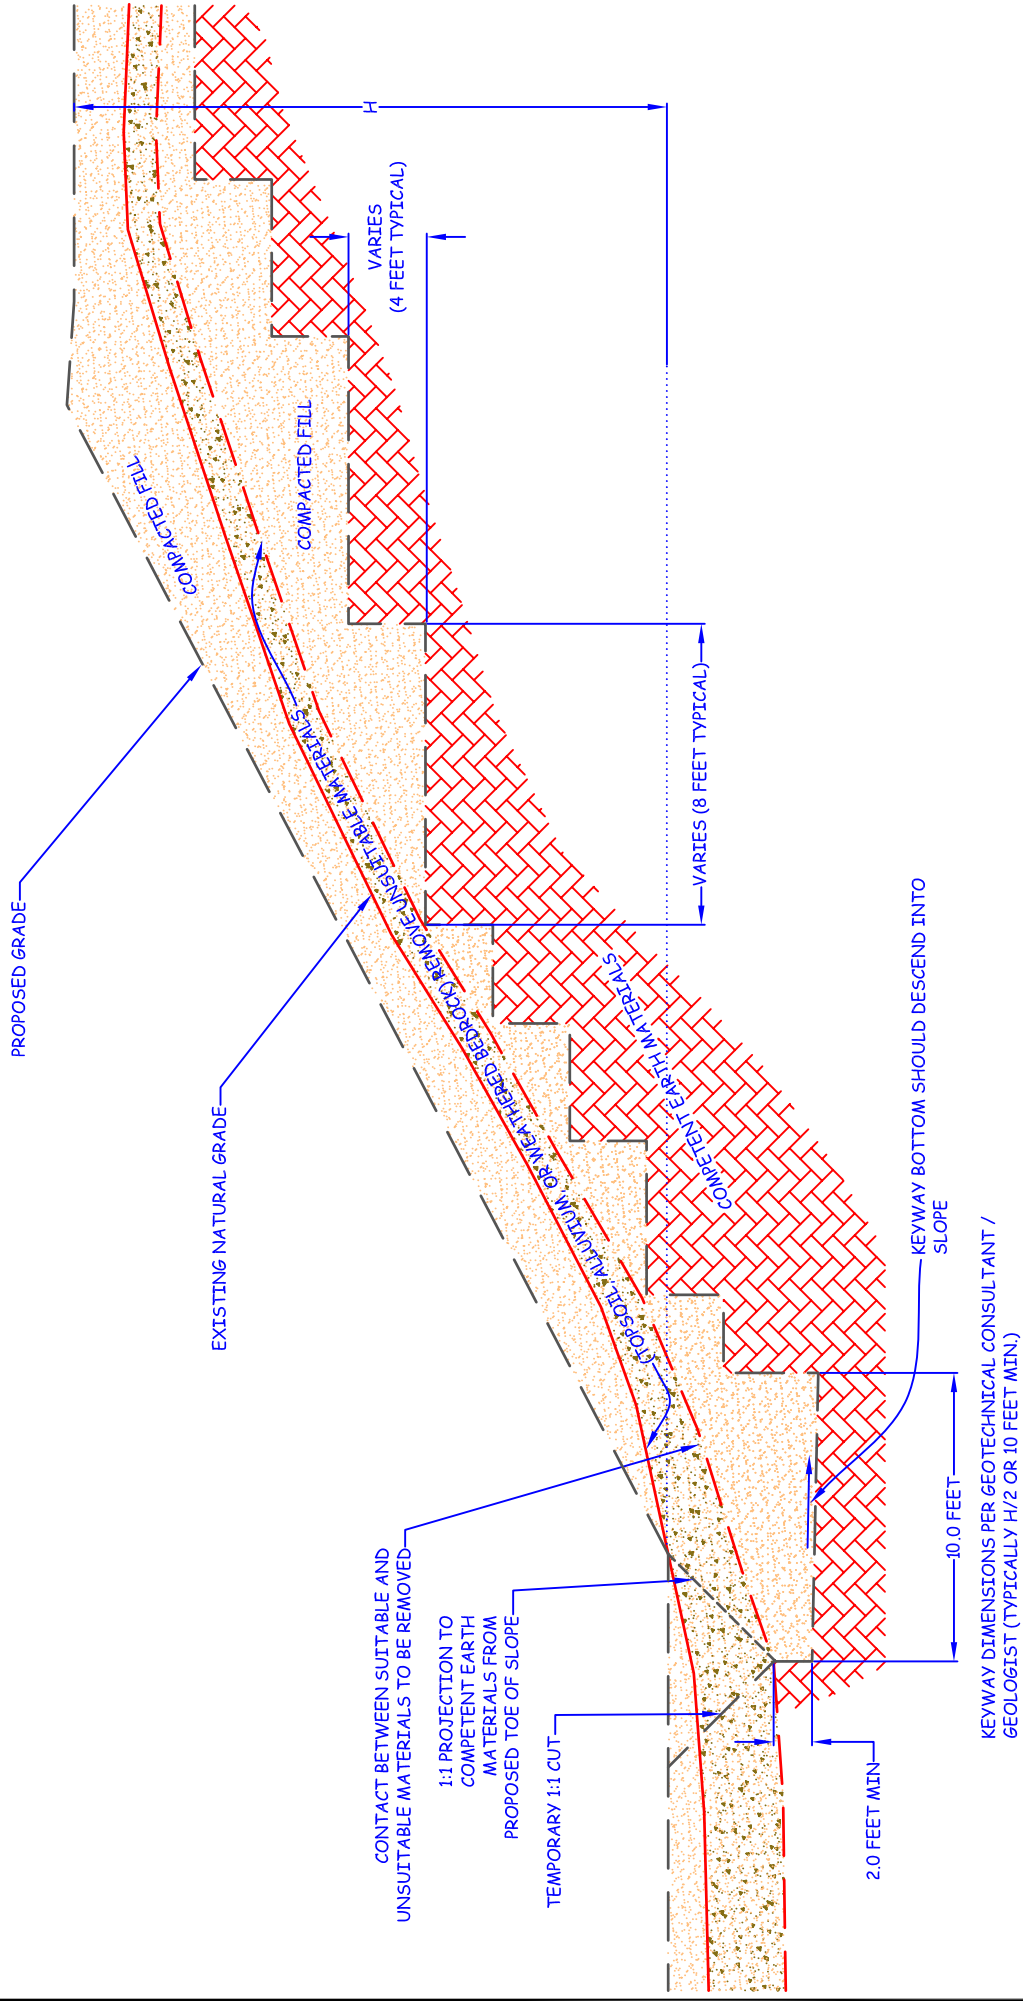 PROPOSED GRADE
EXISTING NATURAL GRADE
CONTACT BETWEEN SUITABLE AND
UNSUITABLE MATERIALS TO BE REMOVED
1:1 PROJECTION TO
COMPETENT EARTH
MATERIALS FROM
PROPOSED TOE OF SLOPE
TEMPORARY 1:1 CUT
COMPACTED FILL
COMPACTED FILL
REMOVE UNSUITABLE MATERIALS
(TOPSOIL, ALLUVIUM, OR WEATHERED BEDROCK)
COMPETENT EARTH MATERIALS
H
VARIES
(4 FEET TYPICAL)
VARIES (8 FEET TYPICAL)
2.0 FEET MIN
10.0 FEET
KEYWAY BOTTOM SHOULD DESCEND INTO
SLOPE
KEYWAY DIMENSIONS PER GEOTECHNICAL CONSULTANT /
GEOLOGIST (TYPICALLY H/2 OR 10 FEET MIN.)